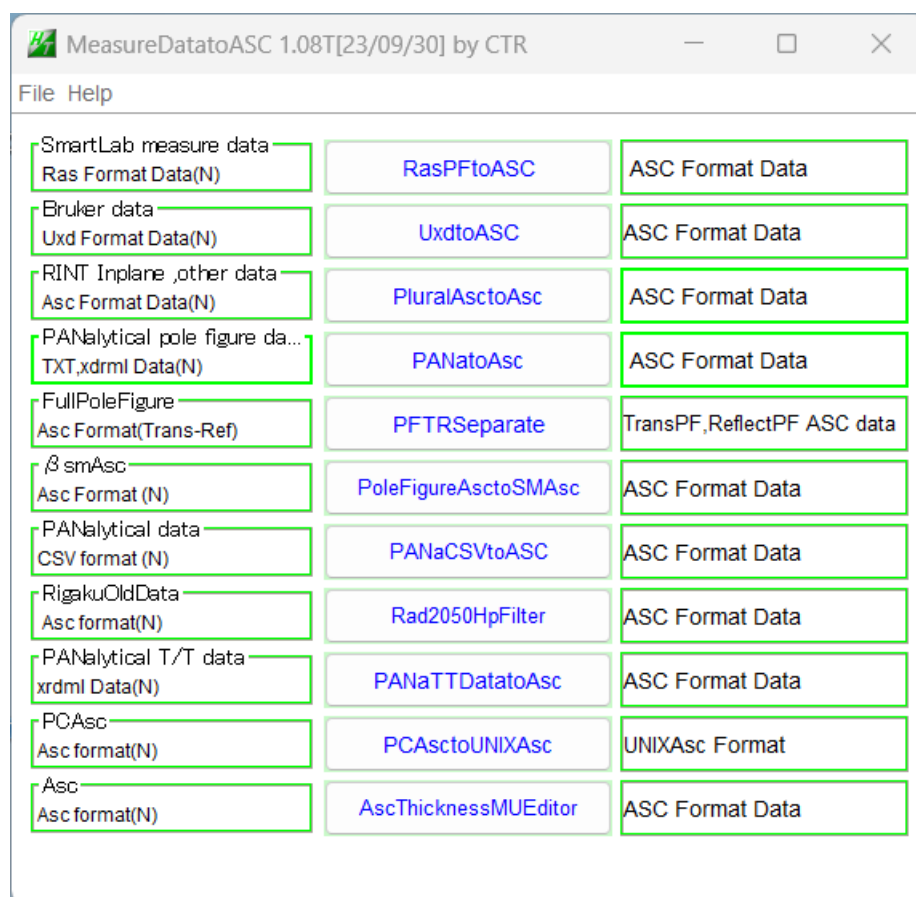 MeasureDatatoASC 1.08T[23/09/30] by CTR
File Help
SmartLab measure data
Ras Format Data(N)
RasPFtoASC
ASC Format Data
Bruker data
Uxd Format Data(N)
UxdtoASC
ASC Format Data
RINT Inplane ,other data
Asc Format Data(N)
PluralAsctoAsc
ASC Format Data
PANalytical pole figure da...
TXT,xdrml Data(N)
PANatoAsc
ASC Format Data
FullPoleFigure
Asc Format(Trans-Ref)
PFTRSeparate
TransPF,ReflectPF ASC data
βsmAsc
Asc Format (N)
PoleFigureAsctoSMAsc
ASC Format Data
PANalytical data
CSV format (N)
PANaCSVtoASC
ASC Format Data
RigakuOldData
Asc format(N)
Rad2050HpFilter
ASC Format Data
PANalytical T/T data
xrdml Data(N)
PANaTTDatatoAsc
ASC Format Data
PCAsc
Asc format(N)
PCAsctoUNIXAsc
UNIXAsc Format
Asc
Asc format(N)
AscThicknessMUEditor
ASC Format Data